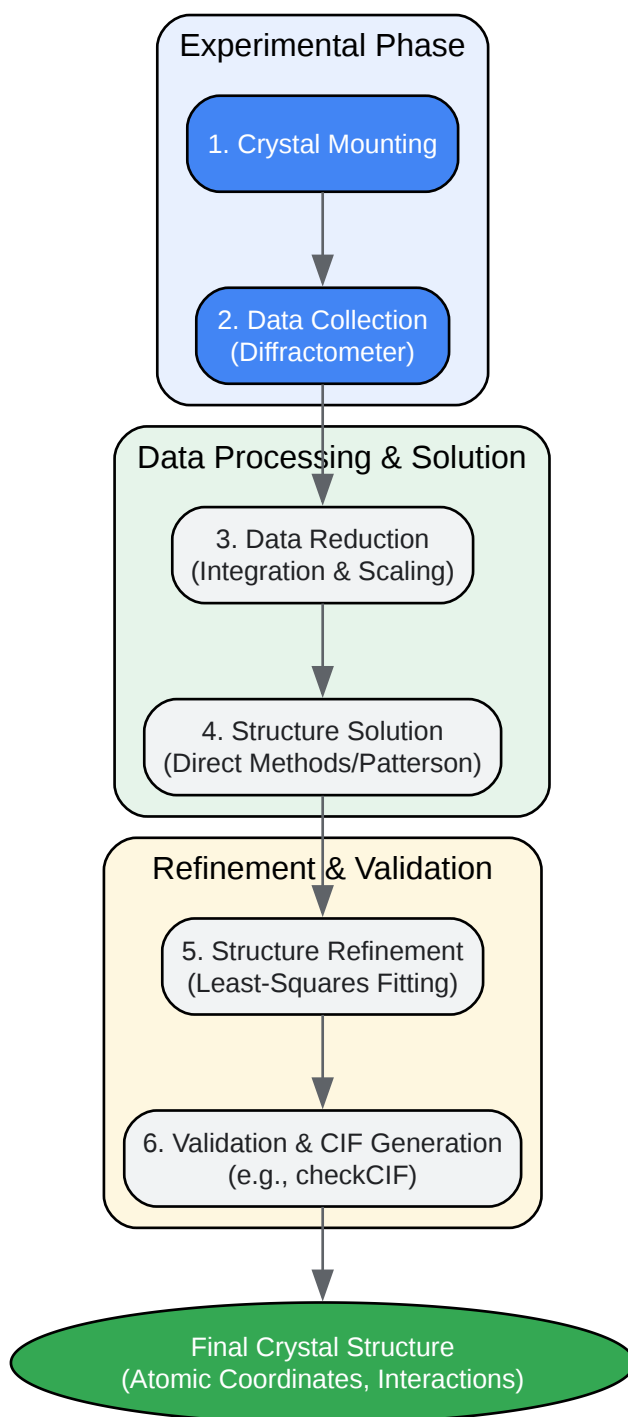 Experimental Phase
1. Crystal Mounting
2. Data Collection
(Diffractometer)
Data Processing & Solution
3. Data Reduction
(Integration & Scaling)
4. Structure Solution
(Direct Methods/Patterson)
Refinement & Validation
5. Structure Refinement
(Least-Squares Fitting)
6. Validation & CIF Generation
(e.g., checkCIF)
Final Crystal Structure
(Atomic Coordinates, Interactions)